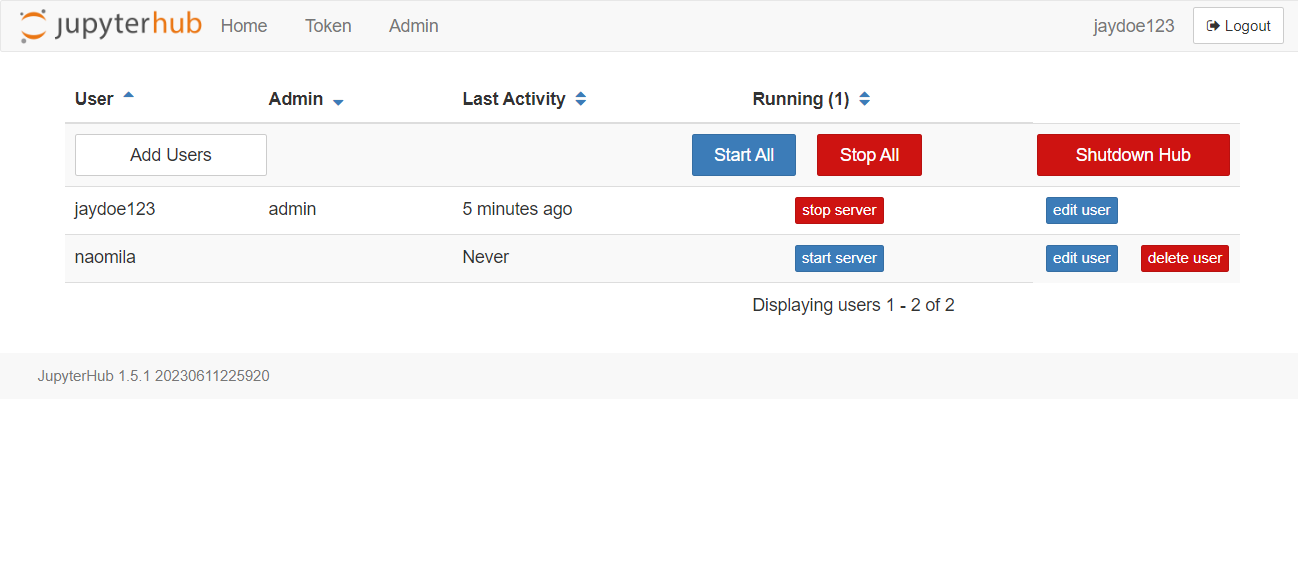 jupyterhub Home Token Admin jaydoe123 Logout
User Admin Last Activity Running (1)
Add Users Start All Stop All Shutdown Hub
jaydoe123 admin 5 minutes ago stop server edit user
naomila Never start server edit user delete user
Displaying users 1 - 2 of 2
JupyterHub 1.5.1 20230611225920